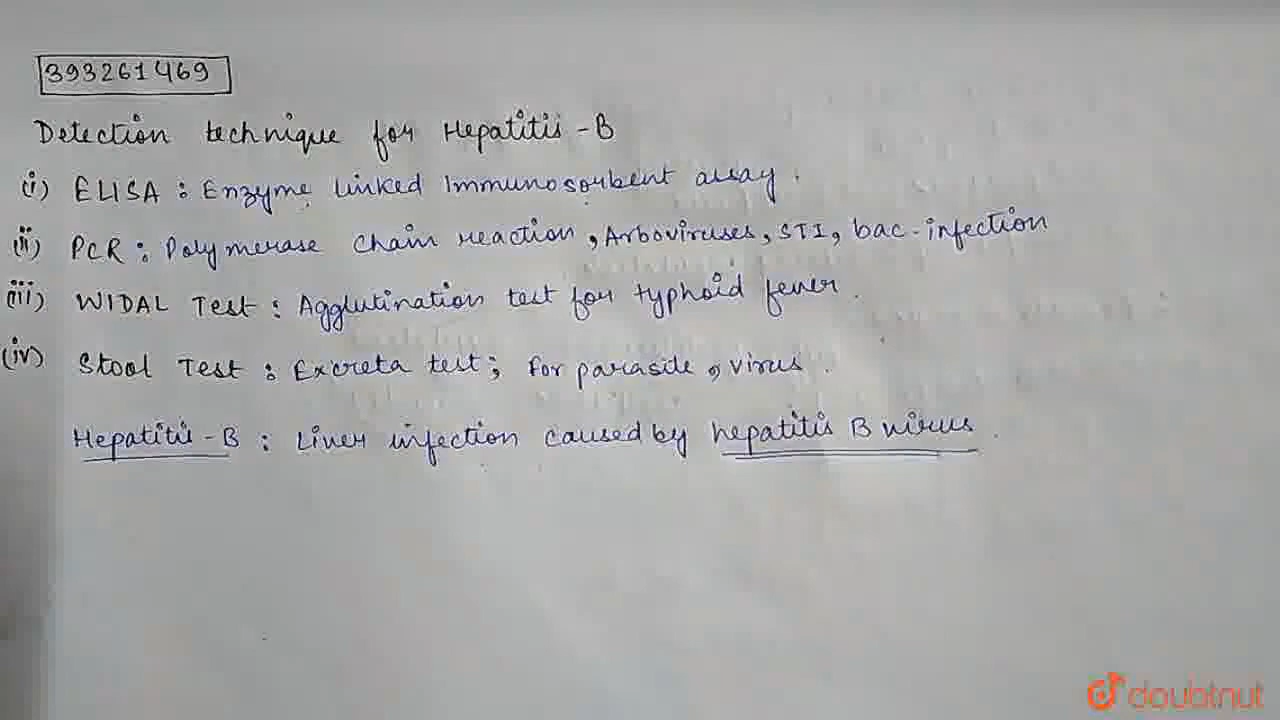 393261469
Detection technique for Hepatitis-B
(i) ELISA : Enzyme linked Immunosorbent assay.
(ii) PCR : Polymerase Chain reaction, Arboviruses, STI, bac-infection
(iii) WIDAL Test : Agglutination test for typhoid fever.
(iv) Stool Test : Excreta test; for parasite, virus.
Hepatitis-B : Liver infection caused by hepatitis B virus.
doubtnut